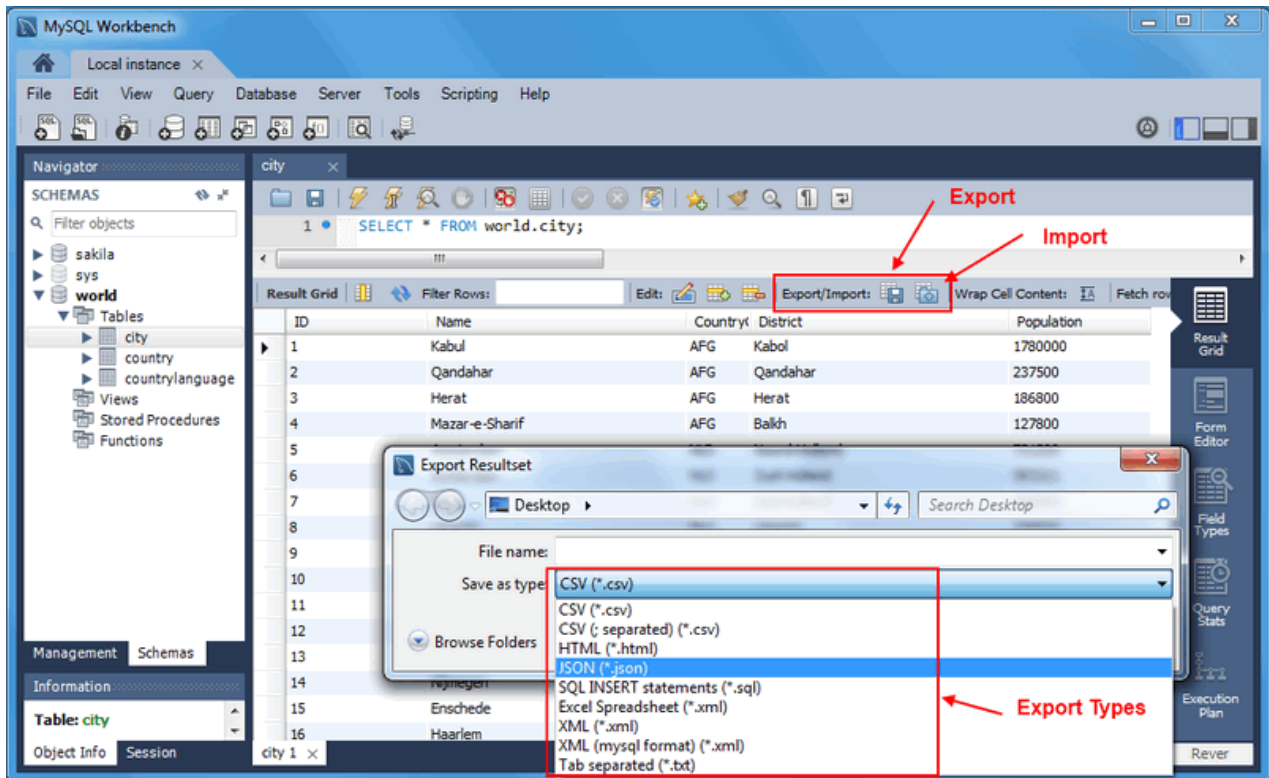 MySQL Workbench
Local instance ×
File Edit View Query Database Server Tools Scripting Help
Navigator
SCHEMAS
Filter objects
sakila
sys
world
Tables
city
country
countrylanguage
Views
Stored Procedures
Functions
Management Schemas
Information
Table: city
Object Info Session
city ×
Export
1 SELECT * FROM world.city;
Import
Result Grid Filter Rows: Edit: Export/Import: Wrap Cell Content: Fetch row
ID Name Country District Population
1 Kabul AFG Kabol 1780000
2 Qandahar AFG Qandahar 237500
3 Herat AFG Herat 186800
4 Mazar-e-Sharif AFG Balkh 127800
5
6
7
8
9
10
11
12
13
14 Nijmegen
15 Enschede
16 Haarlem
city 1 ×
Export Resultset
Desktop
Search Desktop
File name:
Save as type: CSV (*.csv)
CSV (*.csv)
CSV (; separated) (*.csv)
HTML (*.html)
JSON (*.json)
SQL INSERT statements (*.sql)
Excel Spreadsheet (*.xml)
XML (*.xml)
XML (mysql format) (*.xml)
Tab separated (*.txt)
Browse Folders
Export Types
Result
Grid
Form
Editor
Field
Types
Query
Stats
Execution
Plan
Rever